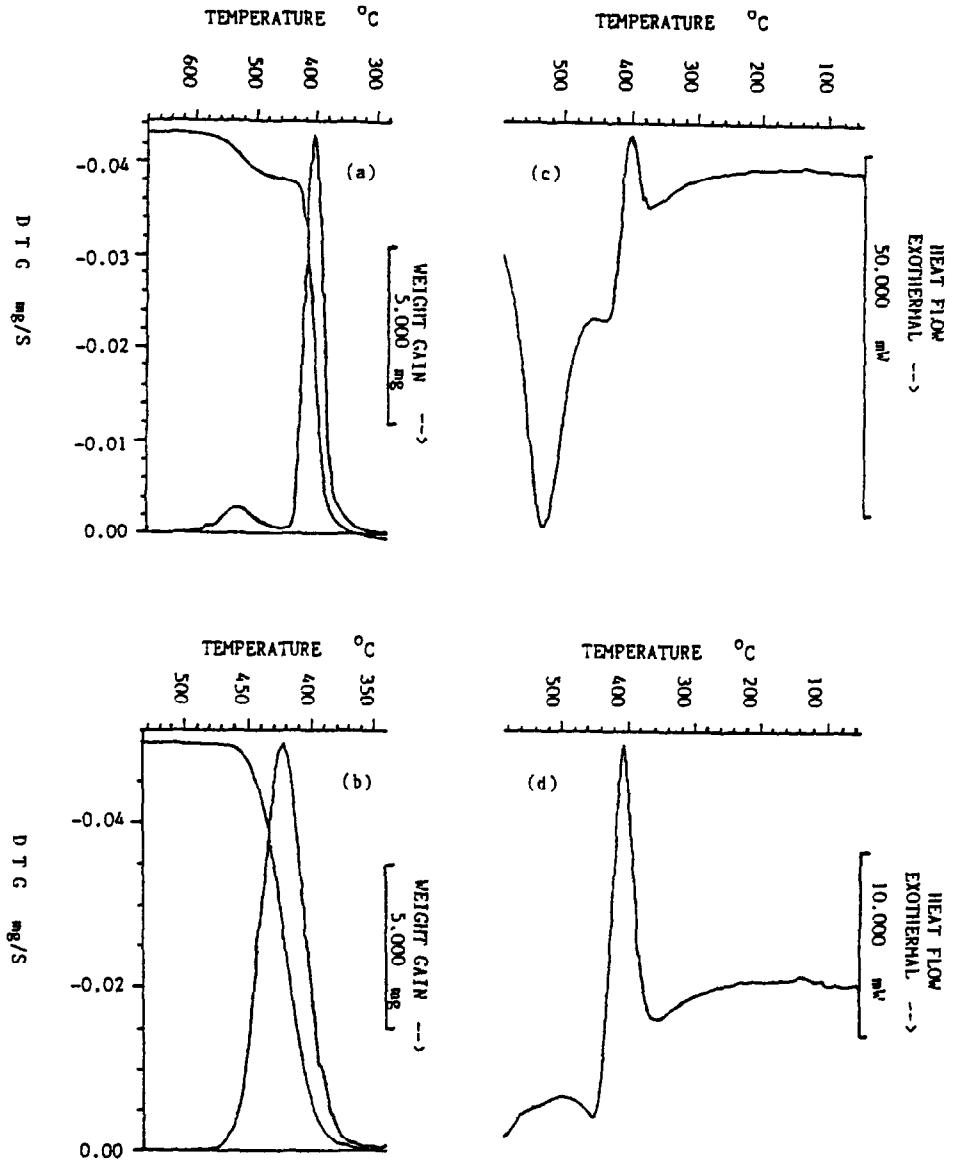 TEMPERATURE °C
600
500
400
300
-0.04
-0.03
-0.02
-0.01
0.00
D T G mg/S
(a)
WEIGHT GAIN -->
5.000 mg
TEMPERATURE °C
500
400
300
200
100
(c)
HEAT FLOW
EXOTHERMAL -->
50.000 mW
TEMPERATURE °C
500
450
400
350
-0.04
-0.02
0.00
D T G mg/S
(b)
WEIGHT GAIN -->
5.000 mg
TEMPERATURE °C
500
400
300
200
100
(d)
HEAT FLOW
EXOTHERMAL -->
10.000 mW